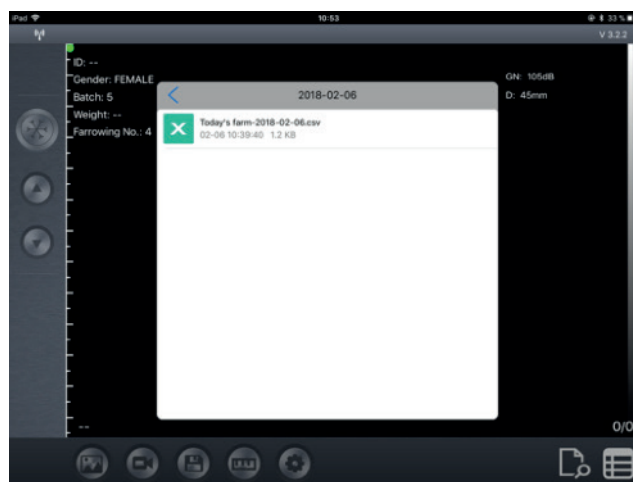 iPad 10:53 33 %
V 3.2.2
ID: --
Gender: FEMALE
Batch: 5
Weight: --
Farrowing No.: 4
GN: 105dB
D: 45mm
2018-02-06
Today's farm-2018-02-06.csv
02-06 10:39:40 1.2 KB
--
0/0